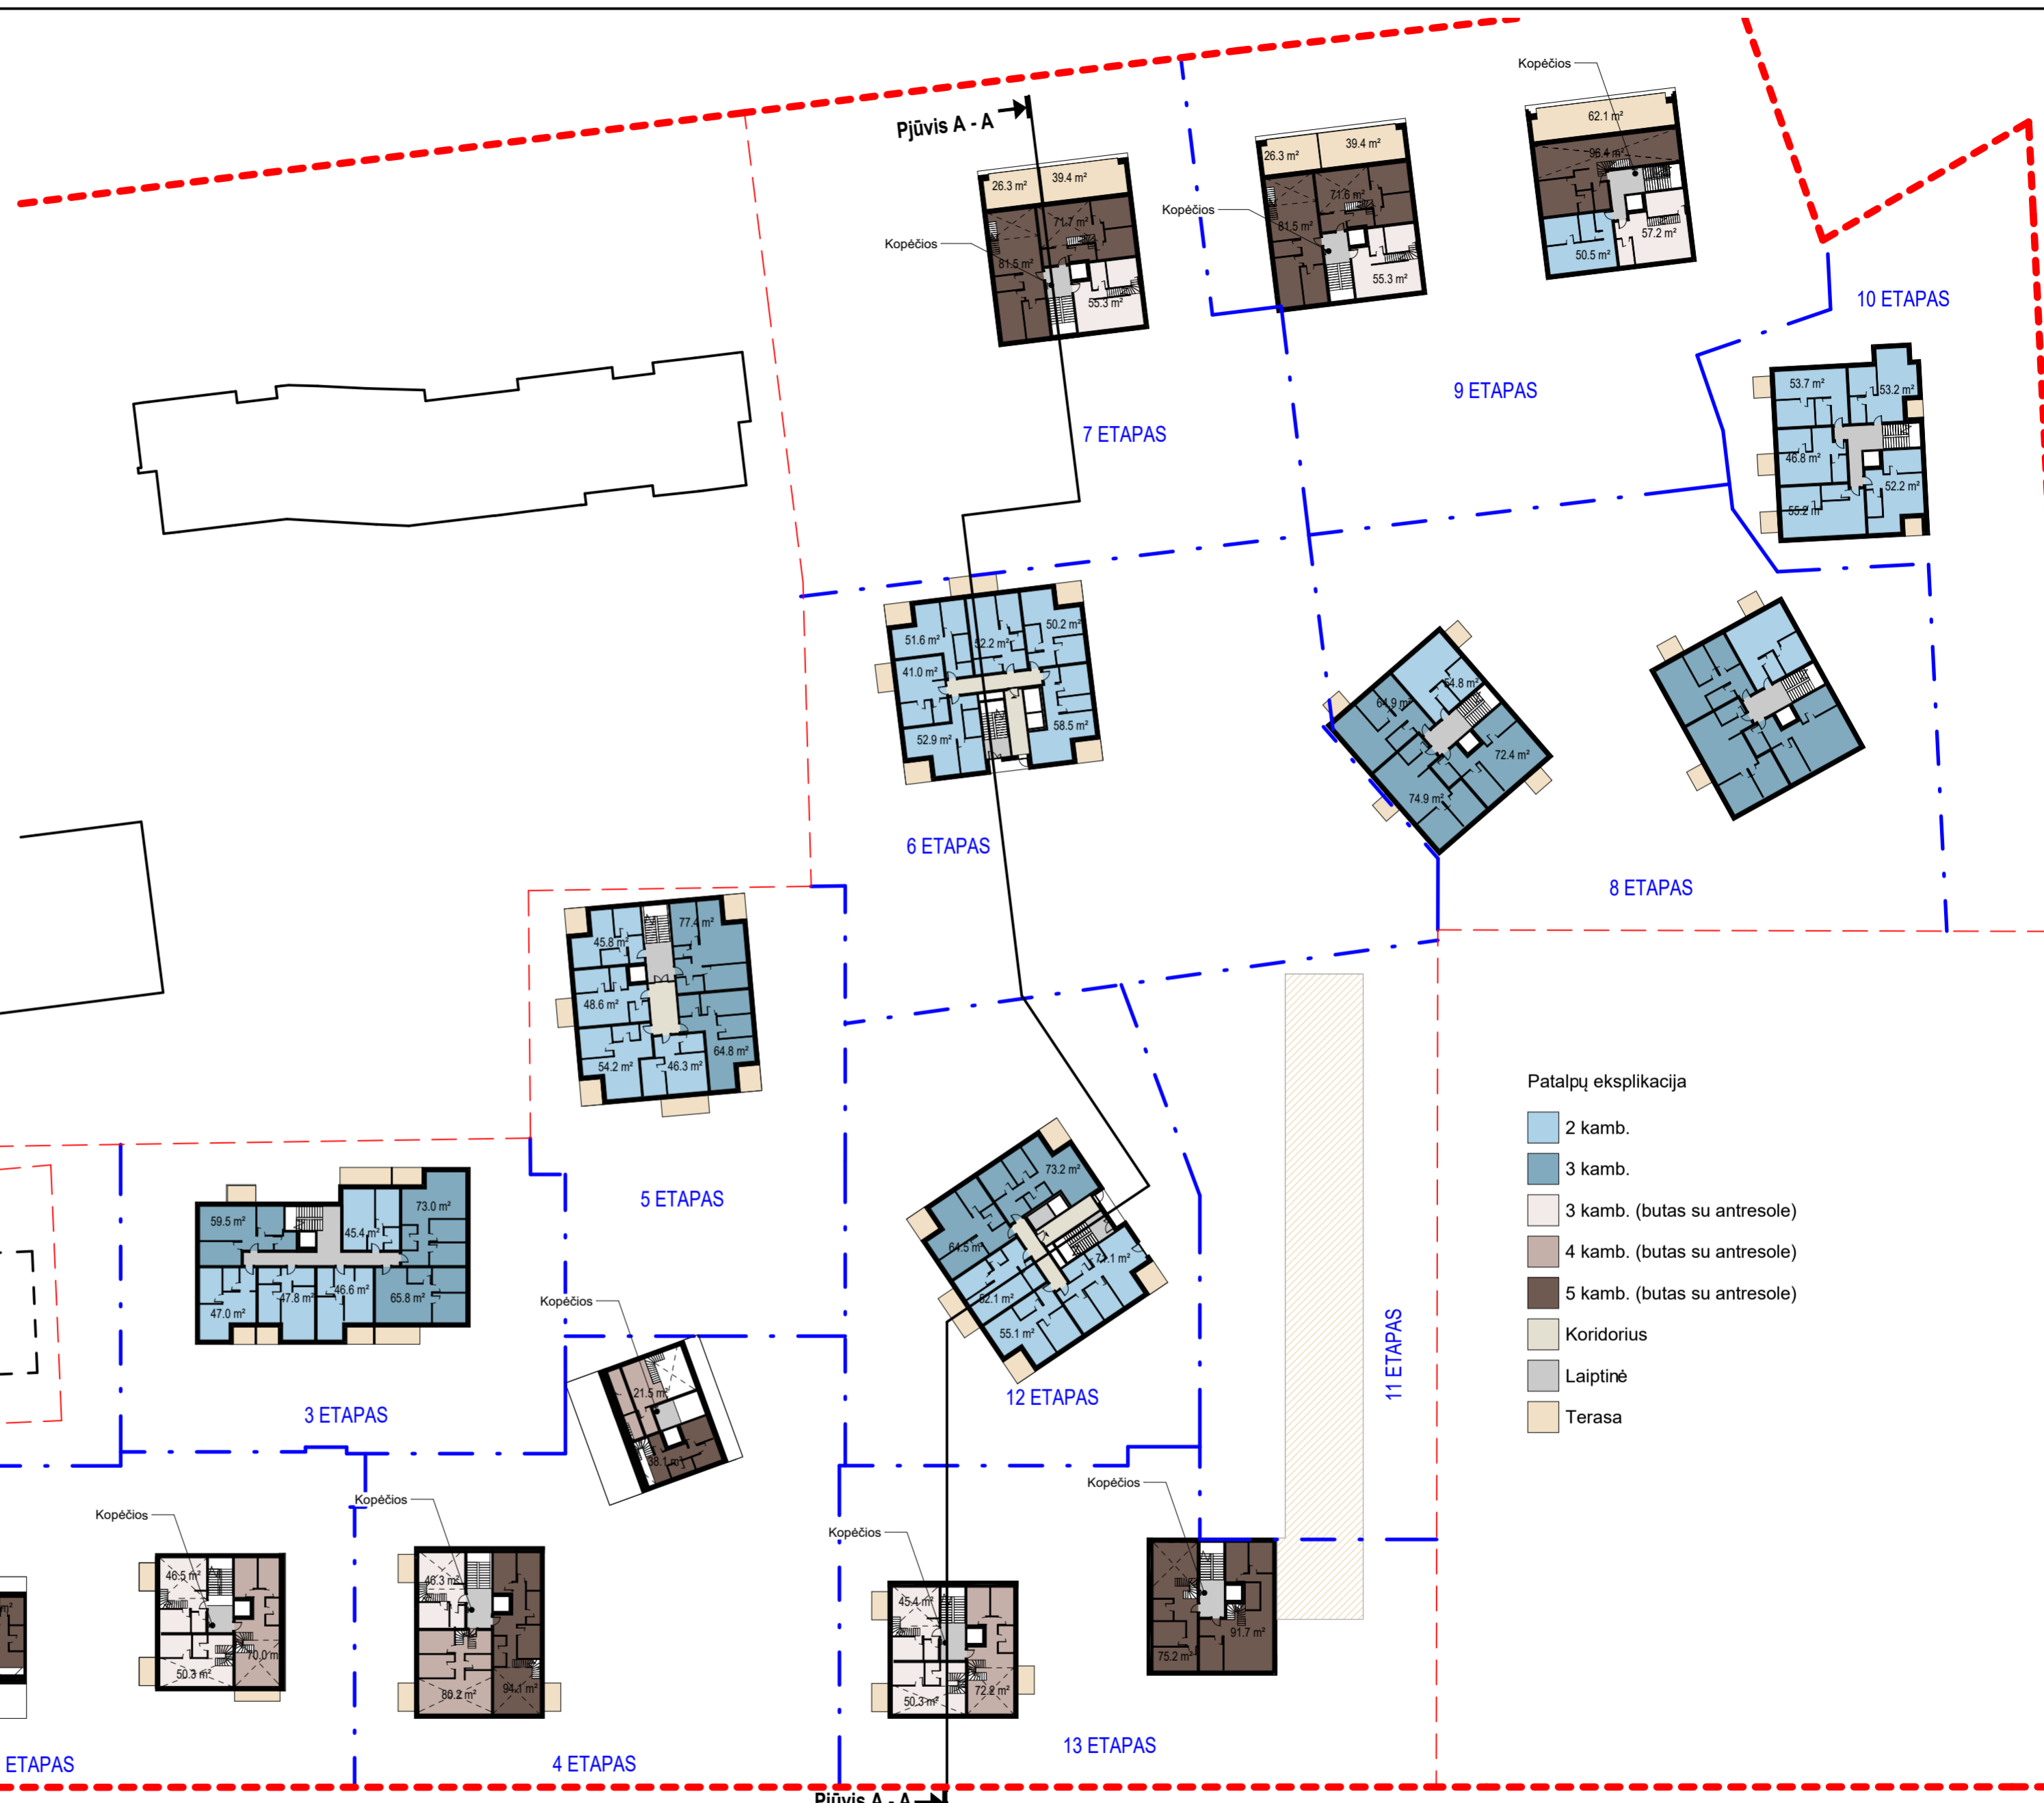 Kopėčios
62.1 m²
96.4 m²
57.2 m²
50.5 m²
Pjūvis A - A
26.3 m²
39.4 m²
71.7 m²
81.5 m²
55.3 m²
Kopėčios
26.3 m²
39.4 m²
71.6 m²
81.5 m²
55.3 m²
Kopėčios
10 ETAPAS
9 ETAPAS
7 ETAPAS
53.7 m²
53.2 m²
46.8 m²
52.2 m²
51.6 m²
52.2 m²
50.2 m²
41.0 m²
52.9 m²
58.5 m²
64.9 m²
72.4 m²
74.9 m²
6 ETAPAS
8 ETAPAS
45.8 m²
77.4 m²
48.6 m²
54.2 m²
46.3 m²
64.8 m²
5 ETAPAS
59.5 m²
45.4 m²
73.0 m²
47.0 m²
47.8 m²
46.6 m²
65.8 m²
3 ETAPAS
73.2 m²
64.5 m²
55.1 m²
12 ETAPAS
11 ETAPAS
Patalpų eksplikacija
2 kamb.
3 kamb.
3 kamb. (butas su antresole)
4 kamb. (butas su antresole)
5 kamb. (butas su antresole)
Koridorius
Laiptinė
Terasa
Kopėčios
21.5 m²
38.1 m²
Kopėčios
46.5 m²
50.3 m²
70.0 m
Kopėčios
46.3 m²
80.2 m²
94.1 m²
Kopėčios
45.4 m²
50.3 m²
72.2 m²
Kopėčios
75.2 m²
91.7 m²
ETAPAS
4 ETAPAS
13 ETAPAS
Pjūvis A - A